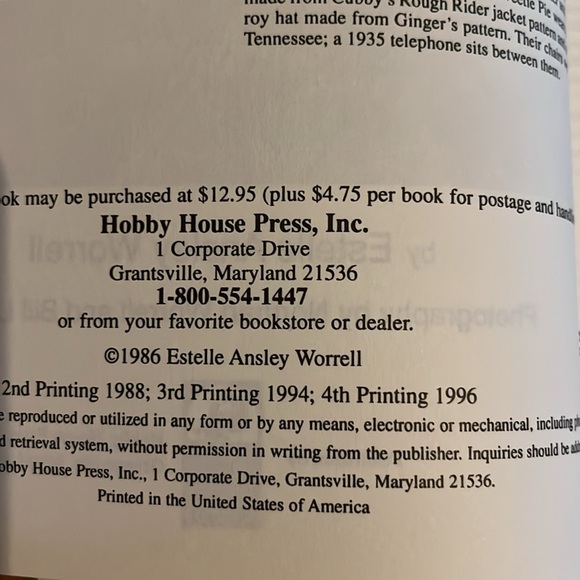 Rough Rider jacket pattern
roy hat made from Ginger's pattern. Their
Tennessee; a 1935 telephone sits between them.
ok may be purchased at $12.95 (plus $4.75 per book for postage and
Hobby House Press, Inc.
1 Corporate Drive
Grantsville, Maryland 21536
1-800-554-1447
or from your favorite bookstore or dealer.
©1986 Estelle Ansley Worrell
2nd Printing 1988; 3rd Printing 1994; 4th Printing 1996
e reproduced or utilized in any form or by any means, electronic or mechanical, including
d retrieval system, without permission in writing from the publisher. Inquiries should be
obby House Press, Inc., 1 Corporate Drive, Grantsville, Maryland 21536.
Printed in the United States of America